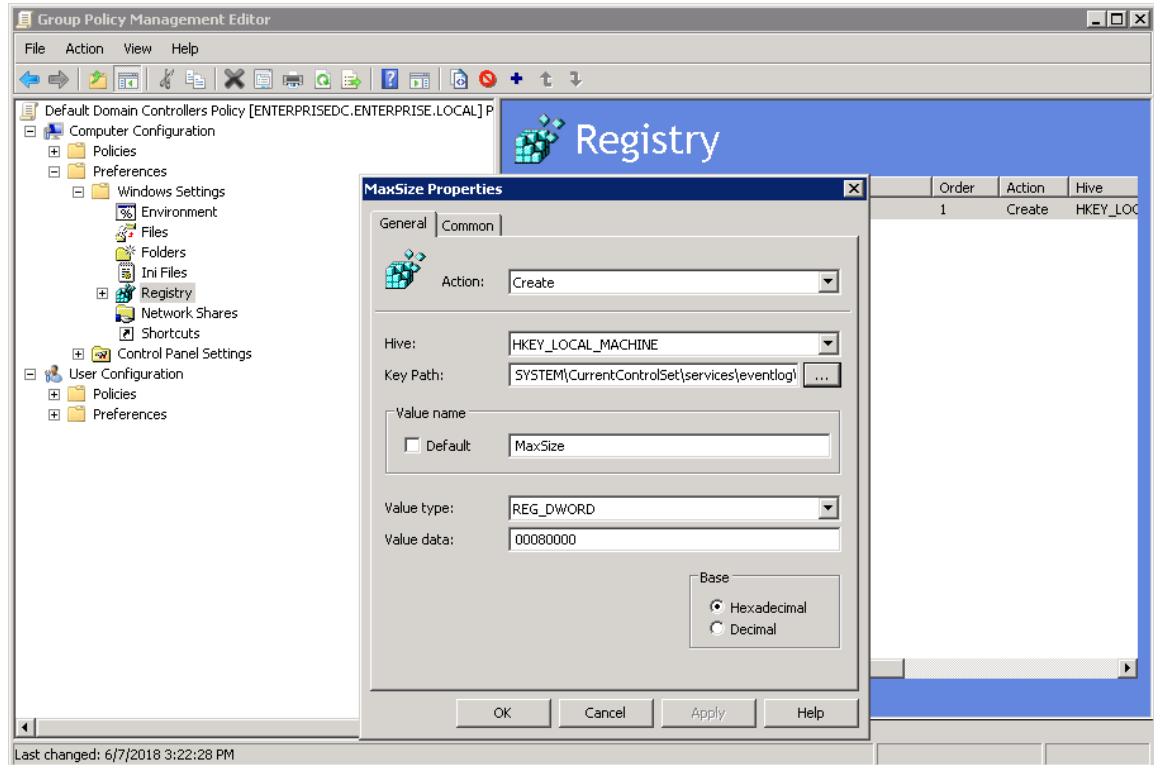 Group Policy Management Editor
File Action View Help
Default Domain Controllers Policy [ENTERPRISEDC.ENTERPRISE.LOCAL] P
Computer Configuration
Policies
Preferences
Windows Settings
Environment
Files
Folders
Ini Files
Registry
Network Shares
Shortcuts
Control Panel Settings
User Configuration
Policies
Preferences
Registry
Order Action Hive
1 Create HKEY_LOC
MaxSize Properties
General Common
Action: Create
Hive: HKEY_LOCAL_MACHINE
Key Path: SYSTEM\CurrentControlSet\services\eventlog\ ...
Value name
Default MaxSize
Value type: REG_DWORD
Value data: 00080000
Base
Hexadecimal
Decimal
OK Cancel Apply Help
Last changed: 6/7/2018 3:22:28 PM